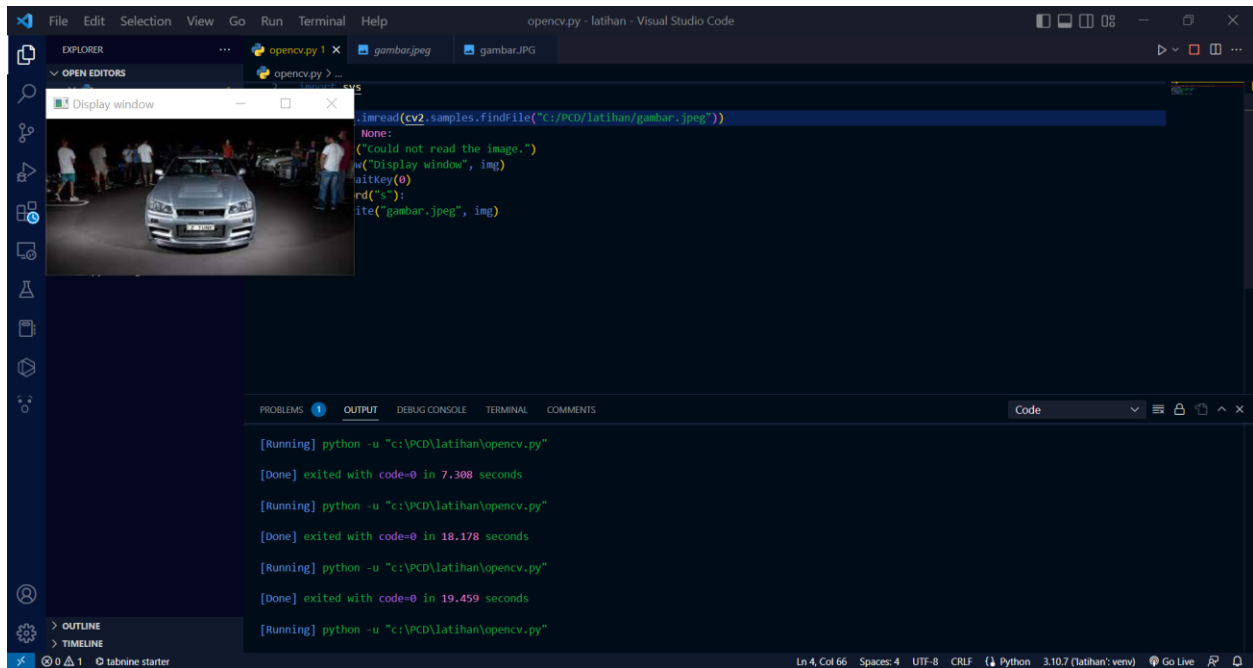 File Edit Selection View Go Run Terminal Help
opencv.py - latihan - Visual Studio Code
EXPLORER
opencv.py 1
gambar.jpeg
gambar.JPG
OPEN EDITORS
opencv.py > ...
2 import sys
Display window
.imread(cv2.samples.findFile("C:/PCD/latihan/gambar.jpeg"))
None:
("Could not read the image.")
w("Display window", img)
aitKey(0)
rd("s"):
ite("gambar.jpeg", img)
PROBLEMS 1 OUTPUT DEBUG CONSOLE TERMINAL COMMENTS
Code
[Running] python -u "c:\PCD\latihan\opencv.py"
[Done] exited with code=0 in 7.308 seconds
[Running] python -u "c:\PCD\latihan\opencv.py"
[Done] exited with code=0 in 18.178 seconds
[Running] python -u "c:\PCD\latihan\opencv.py"
[Done] exited with code=0 in 19.459 seconds
[Running] python -u "c:\PCD\latihan\opencv.py"
OUTLINE
TIMELINE
0 1 tabnine starter
Ln 4, Col 66 Spaces: 4 UTF-8 CRLF Python 3.10.7 ('latihan': venv) Go Live